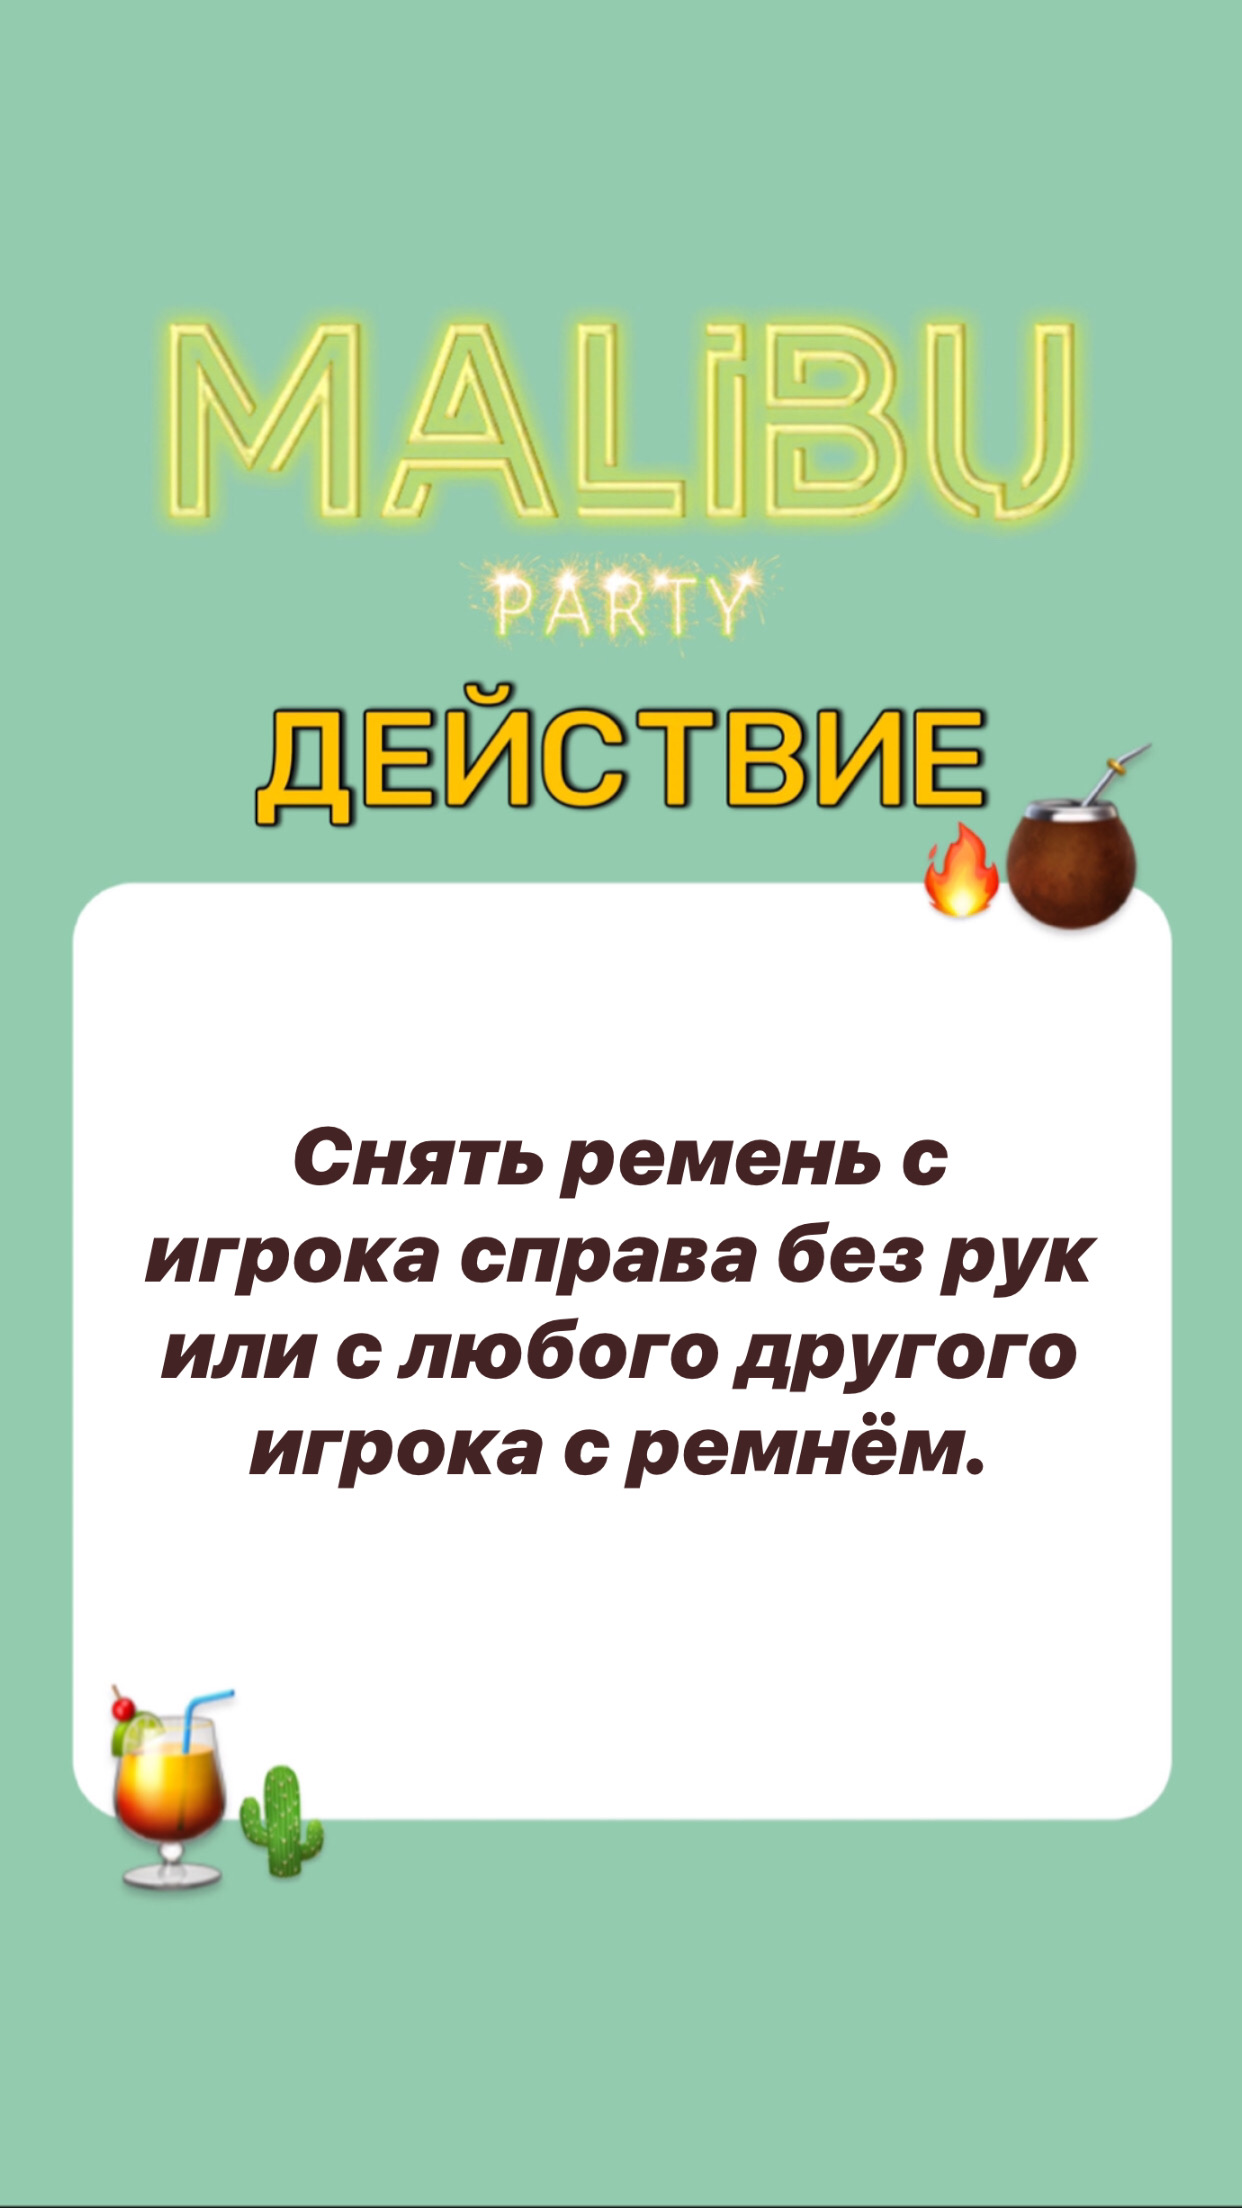 MALiBU
PARTY
ДЕЙСТВИЕ
Снять ремень с
игрока справа без рук
или с любого другого
игрока с ремнём.